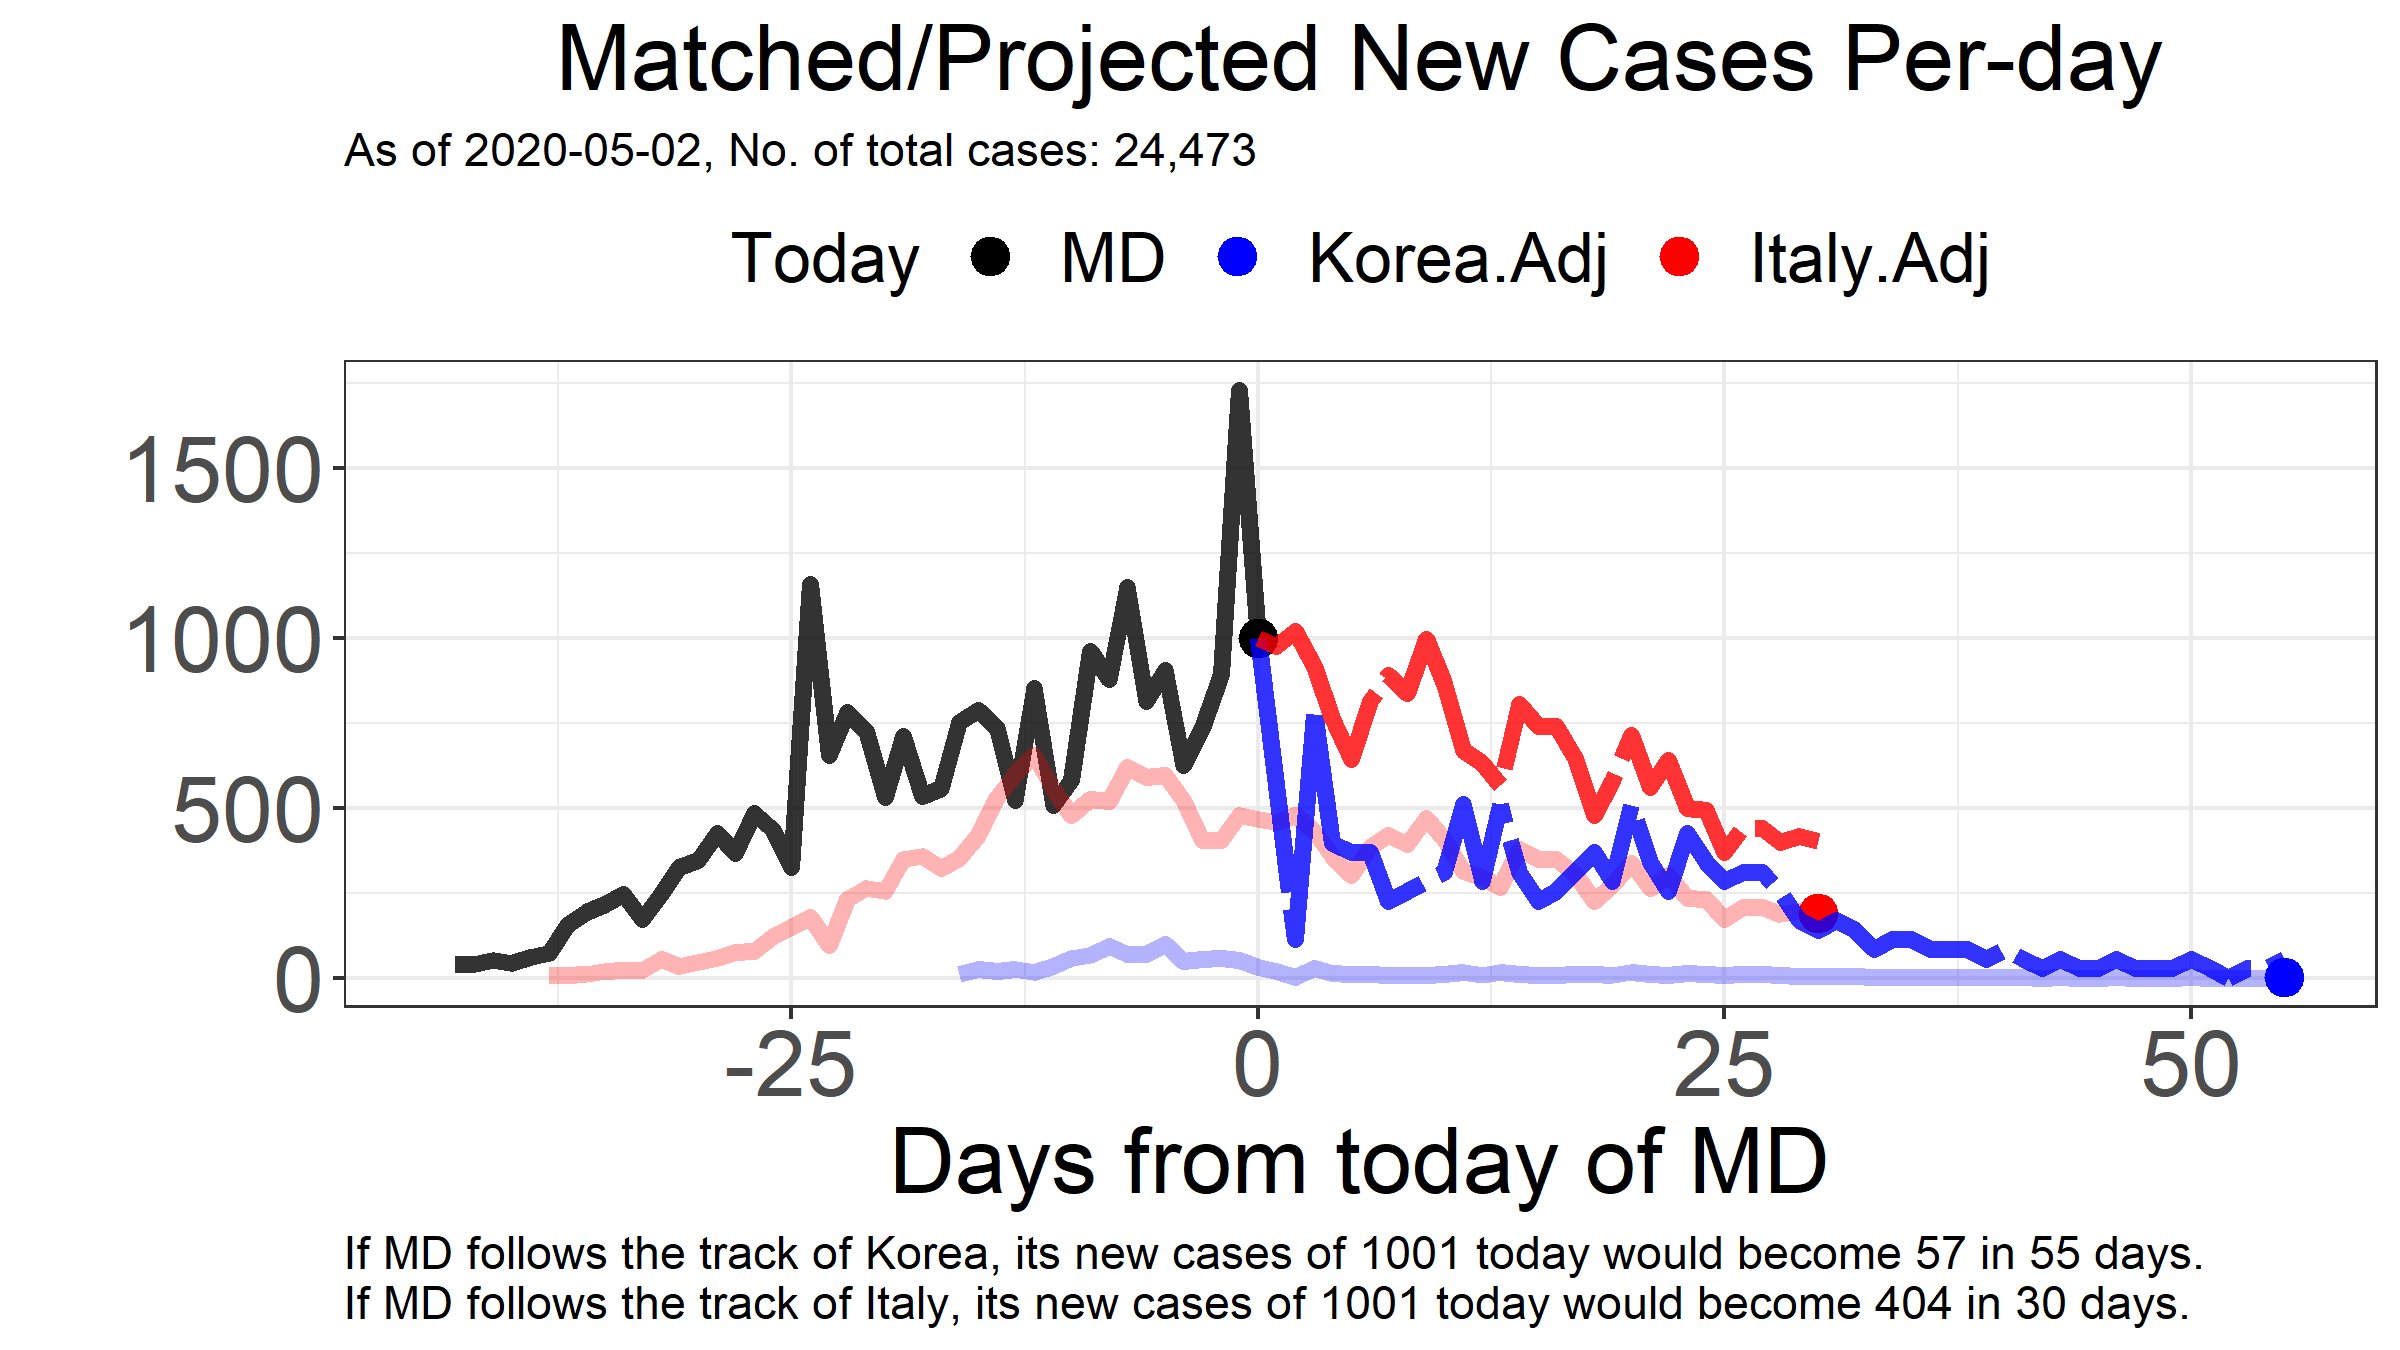 Matched/Projected New Cases Per-day
As of 2020-05-02, No. of total cases: 24,473
Today MD Korea.Adj Italy.Adj
1500
1000
500
0
-25 0 25 50
Days from today of MD
If MD follows the track of Korea, its new cases of 1001 today would become 57 in 55 days.
If MD follows the track of Italy, its new cases of 1001 today would become 404 in 30 days.